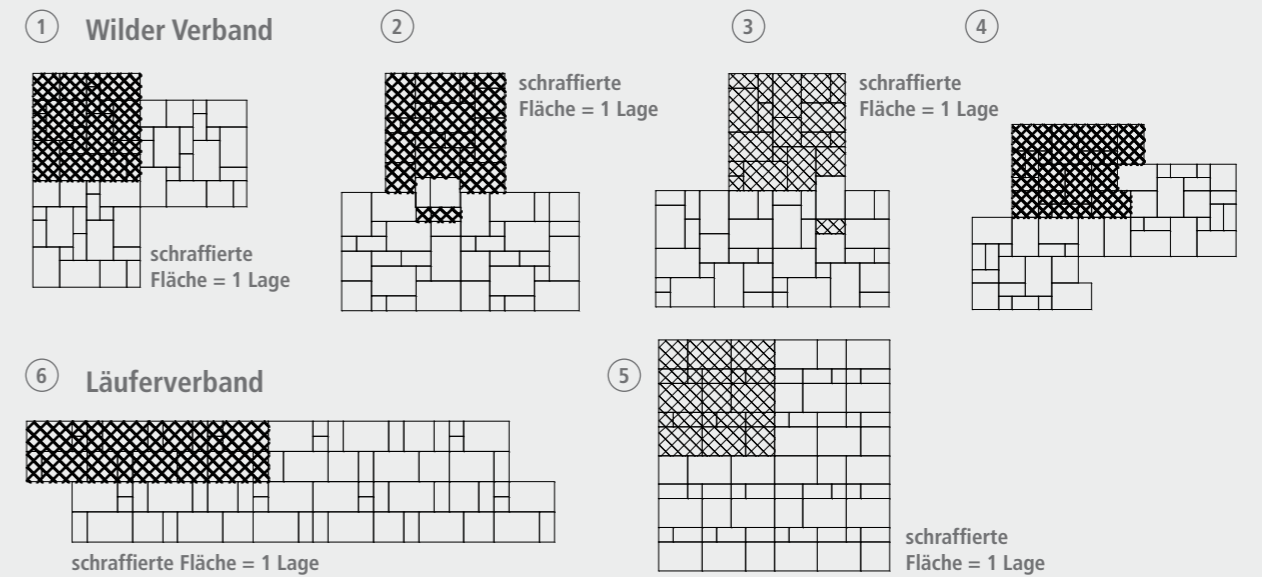 1 Wilder Verband
schraffierte
Fläche = 1 Lage
2
schraffierte
Fläche = 1 Lage
3
schraffierte
Fläche = 1 Lage
4
6 Läuferverband
schraffierte Fläche = 1 Lage
5
schraffierte
Fläche = 1 Lage